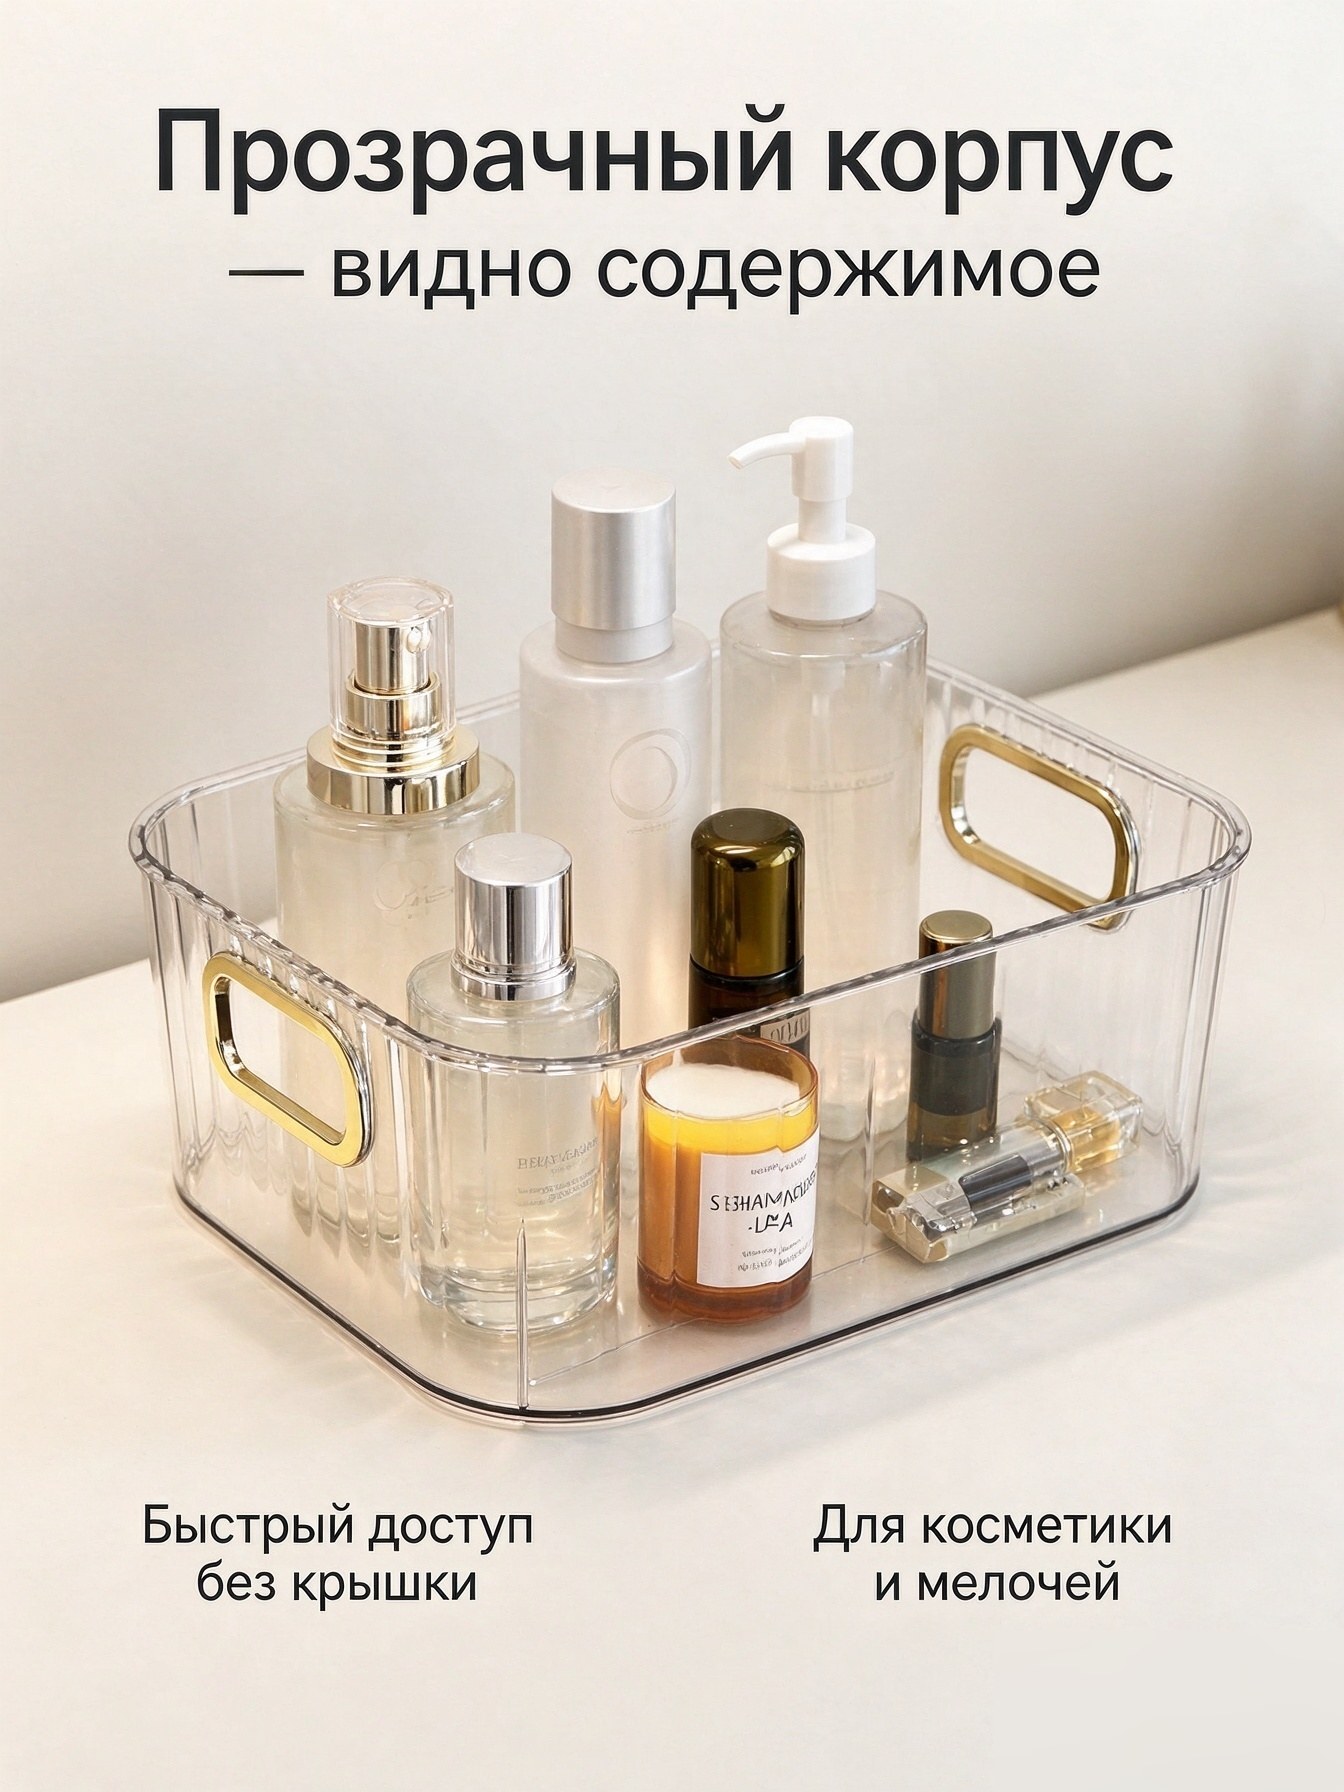 Прозрачный корпус
— видно содержимое
Быстрый доступ
без крышки
Для косметики
и мелочей